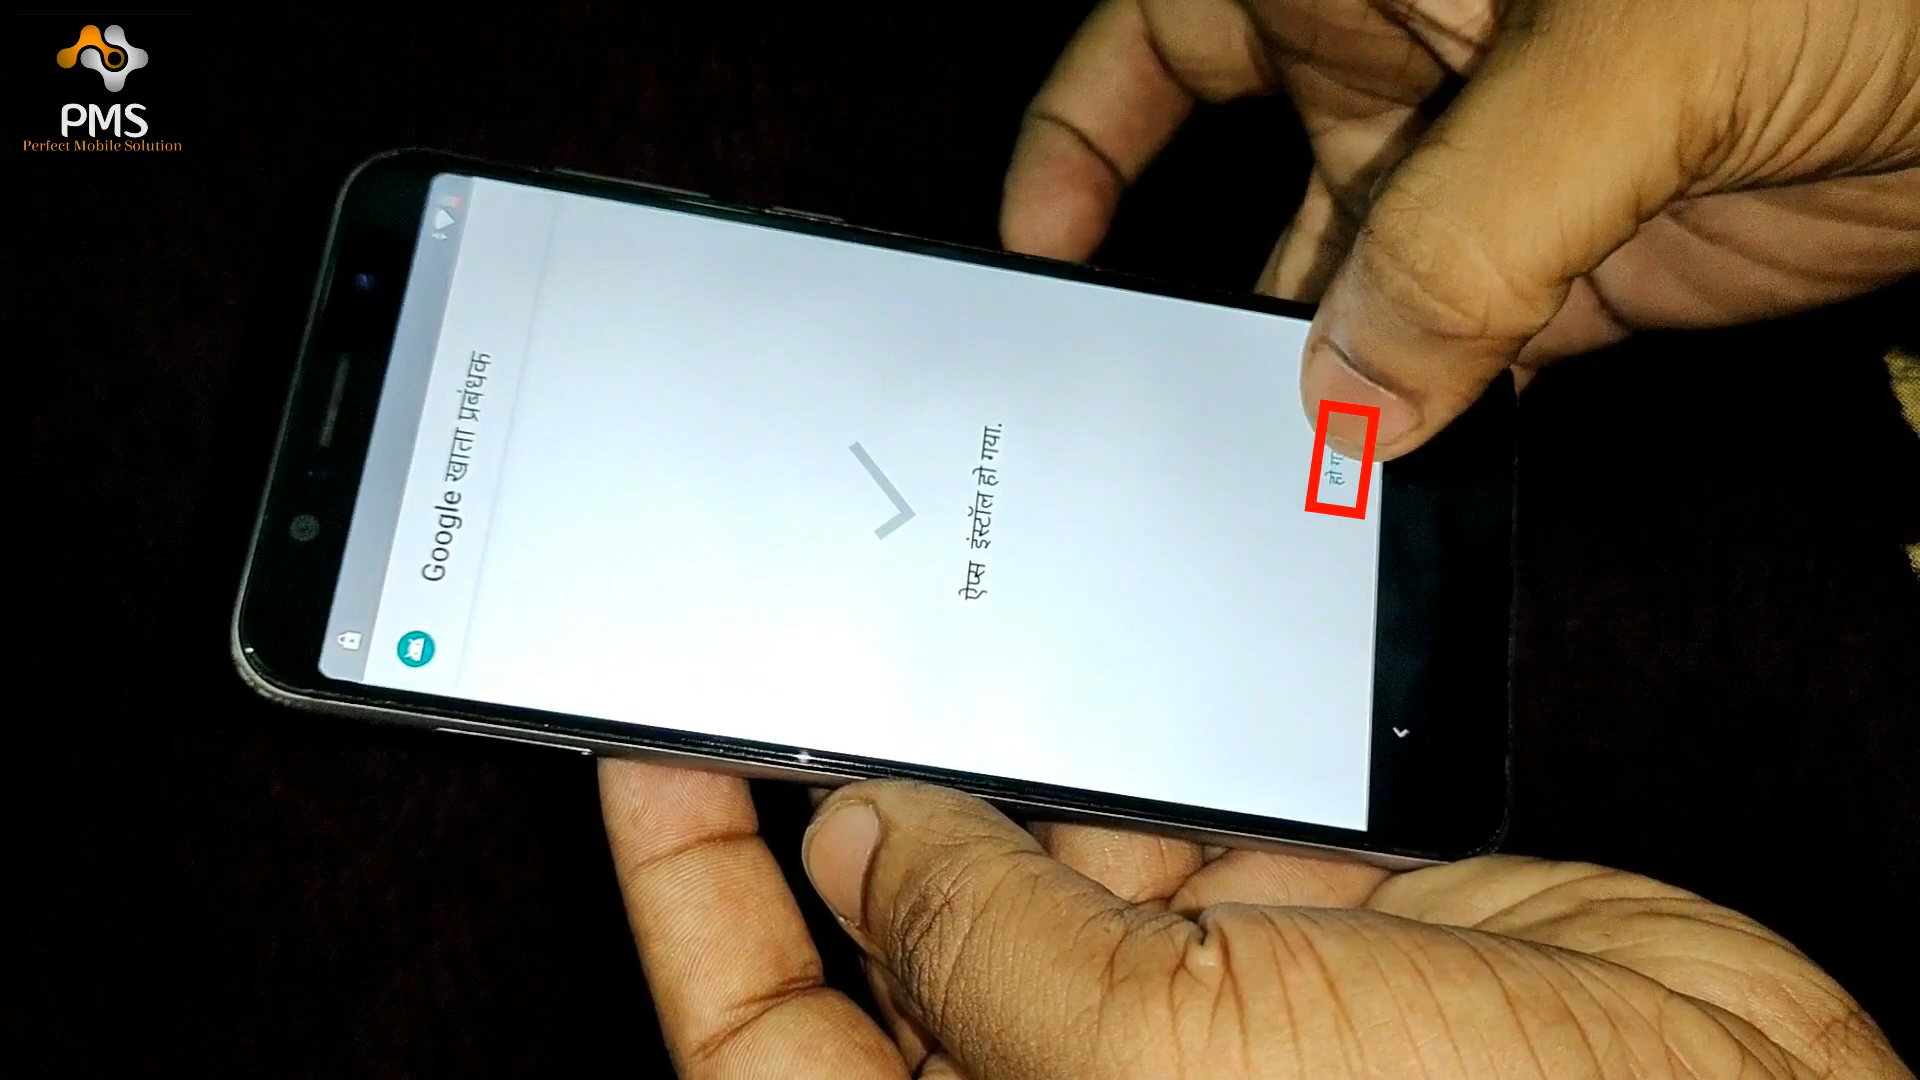 PMS
Perfect Mobile Solution
Google खाता प्रबंधक
ऐप्स इंस्टॉल हो गया.
हो